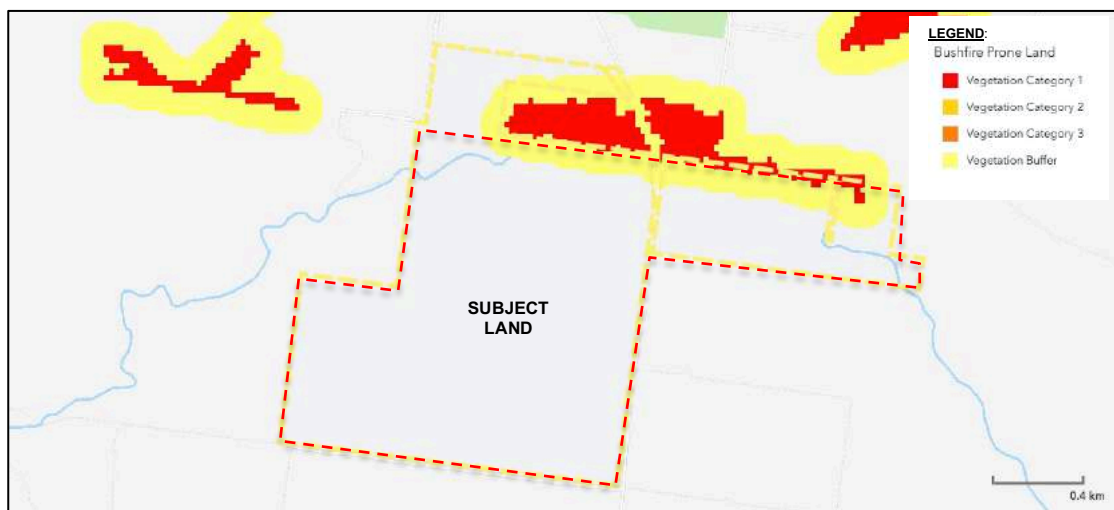 LEGEND:
Bushfire Prone Land
Vegetation Category 1
Vegetation Category 2
Vegetation Category 3
Vegetation Buffer
SUBJECT
LAND
0.4 km